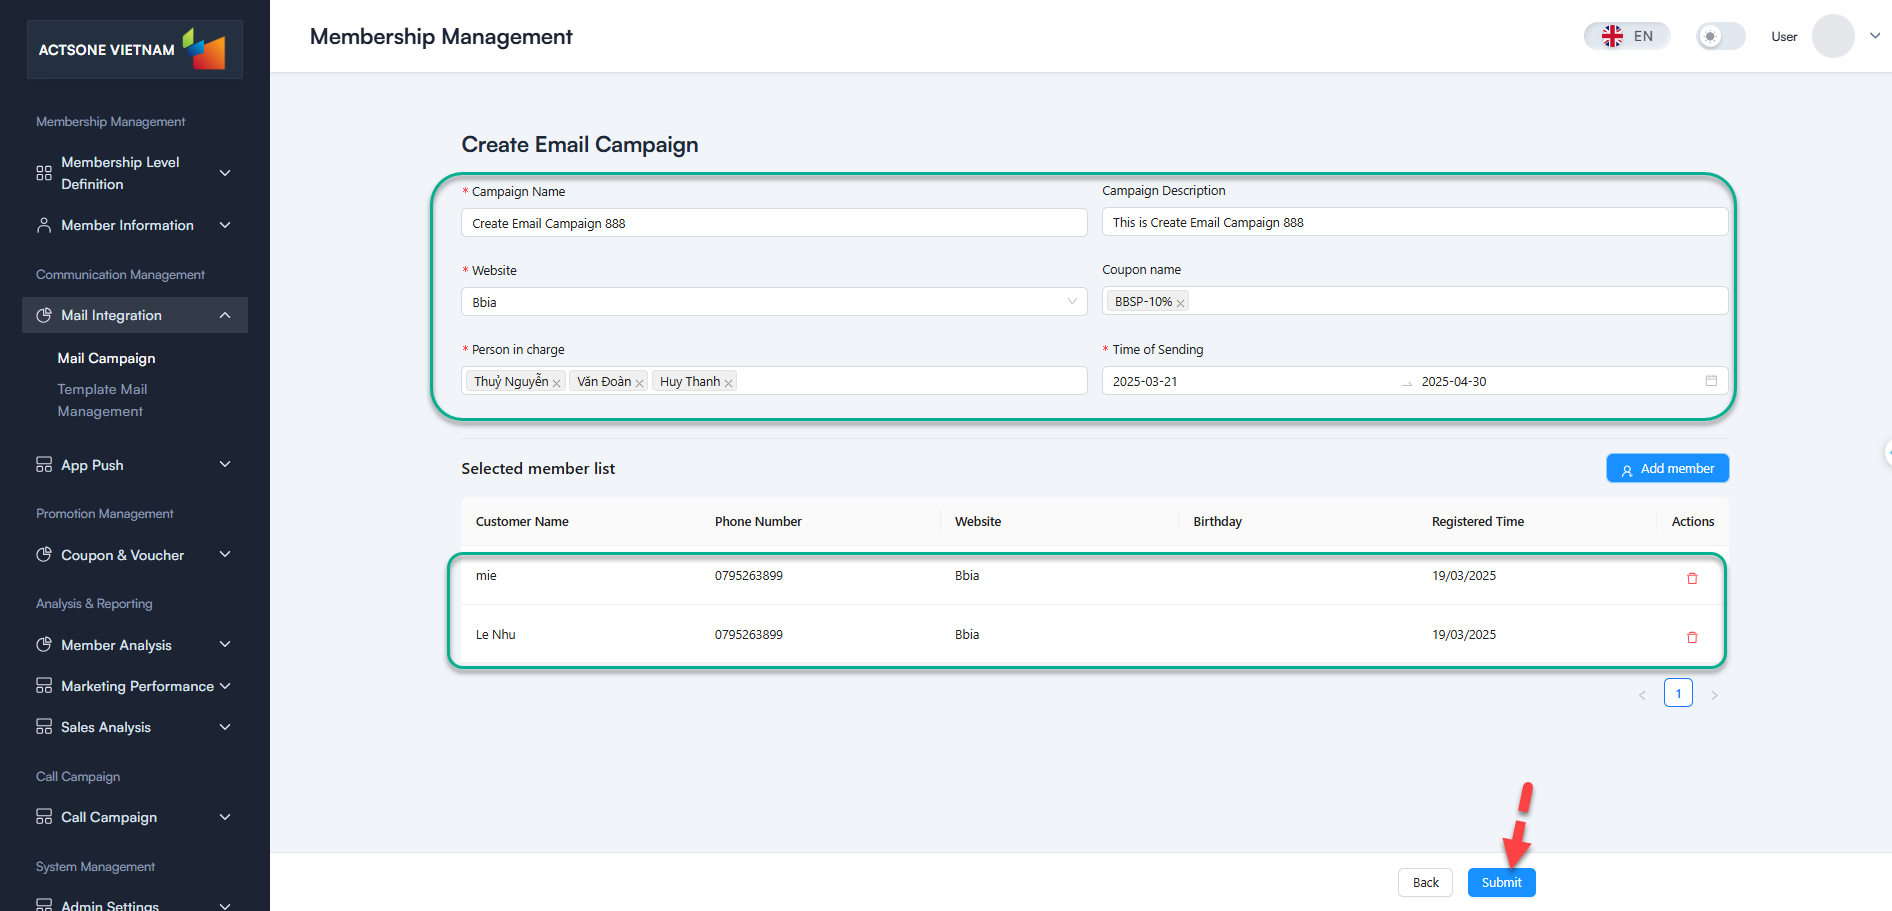 ACTSONE VIETNAM
Membership Management
Membership Level
Definition
Member Information
Communication Management
Mail Integration
Mail Campaign
Template Mail
Management
App Push
Promotion Management
Coupon & Voucher
Analysis & Reporting
Member Analysis
Marketing Performance
Sales Analysis
Call Campaign
Call Campaign
System Management
Admin Settings
Membership Management
EN
User
Create Email Campaign
* Campaign Name
Campaign Description
Create Email Campaign 888
This is Create Email Campaign 888
* Website
Coupon name
Bbia
BBSP-10%
* Person in charge
* Time of Sending
Thuỷ Nguyễn Văn Đoàn Huy Thanh
2025-03-21 2025-04-30
Selected member list
Add member
Customer Name Phone Number Website Birthday Registered Time Actions
mie 0795263899 Bbia 19/03/2025
Le Nhu 0795263899 Bbia 19/03/2025
< 1 >
Back Submit